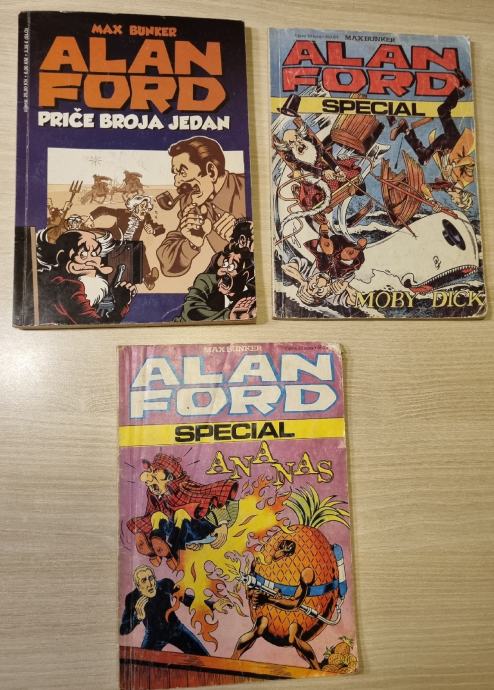 MAX BUNKER
ALAN
FORD
PRIČE BROJA JEDAN
MAX BUNKER
ALAN
FORD
SPECIAL
MOBY DICK
MAX BUNKER
ALAN
FORD
SPECIAL
ANANAS